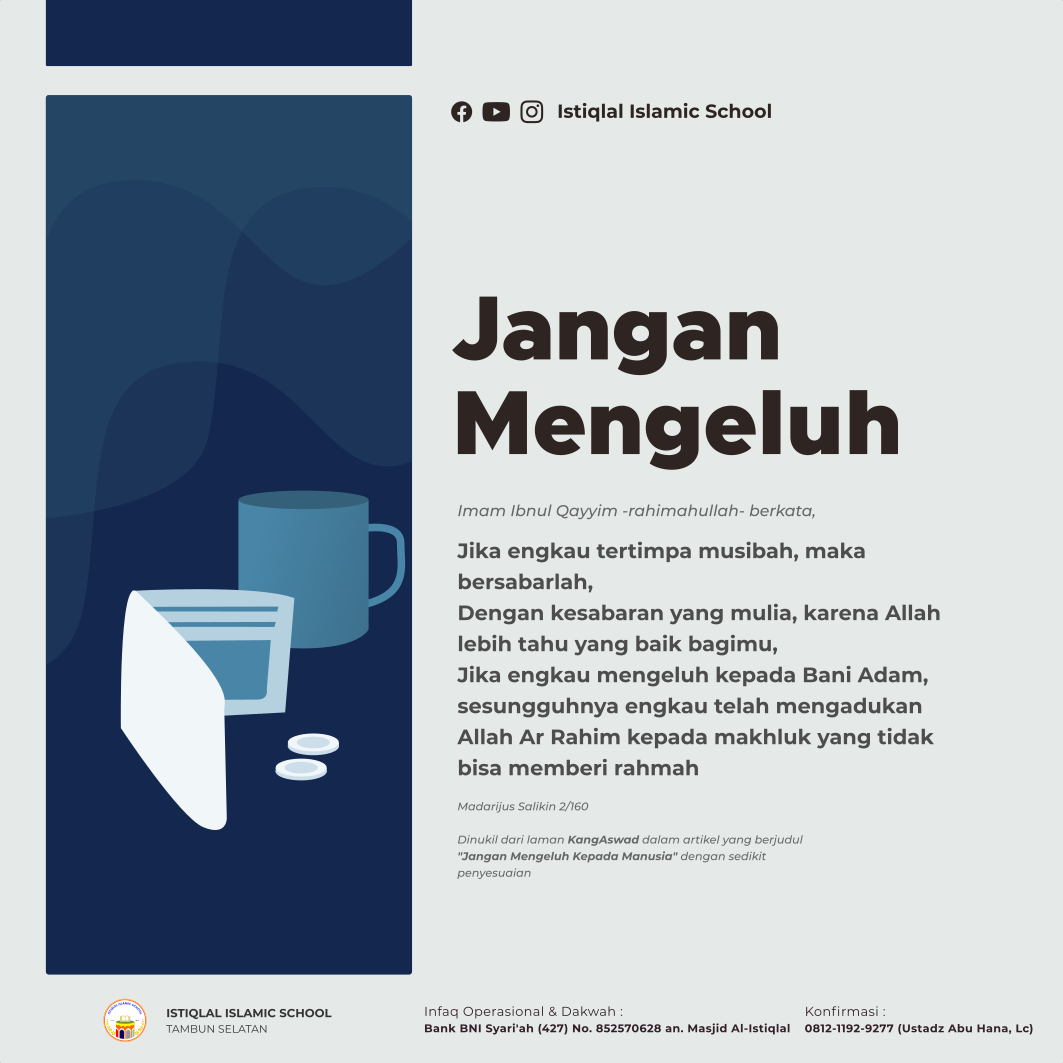 Istiqlal Islamic School
Jangan
Mengeluh
Imam Ibnul Qayyim -rahimahullah- berkata,
Jika engkau tertimpa musibah, maka
bersabarlah,
Dengan kesabaran yang mulia, karena Allah
lebih tahu yang baik bagimu,
Jika engkau mengeluh kepada Bani Adam,
sesungguhnya engkau telah mengadukan
Allah Ar Rahim kepada makhluk yang tidak
bisa memberi rahmah
Madarijus Salikin 2/160
Dinukil dari laman KangAswad dalam artikel yang berjudul
"Jangan Mengeluh Kepada Manusia" dengan sedikit
penyesuaian
ISTIQLAL ISLAMIC SCHOOL
TAMBUN SELATAN
Infaq Operasional & Dakwah :
Bank BNI Syari'ah (427) No. 852570628 an. Masjid Al-Istiqlal
Konfirmasi :
0812-1192-9277 (Ustadz Abu Hana, Lc)